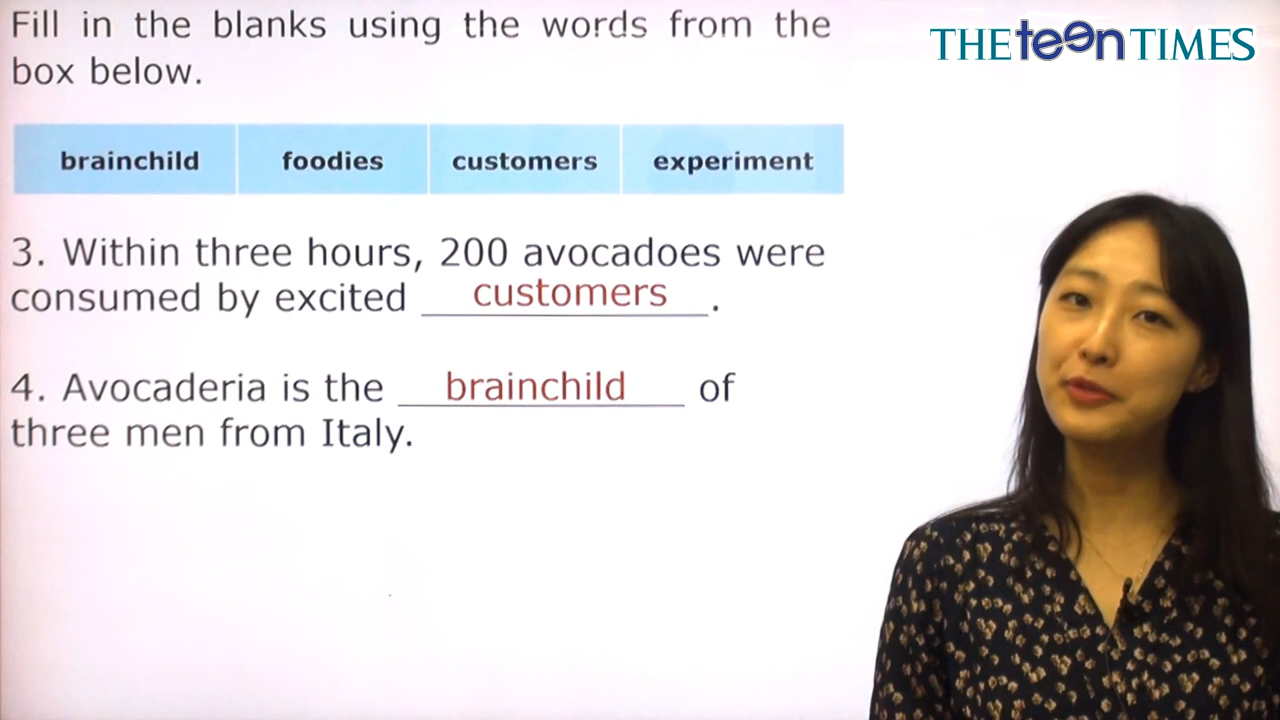 Fill in the blanks using the words from the
box below.
THE teen TIMES
brainchild foodies customers experiment
3. Within three hours, 200 avocadoes were
consumed by excited customers.
4. Avocaderia is the brainchild of
three men from Italy.